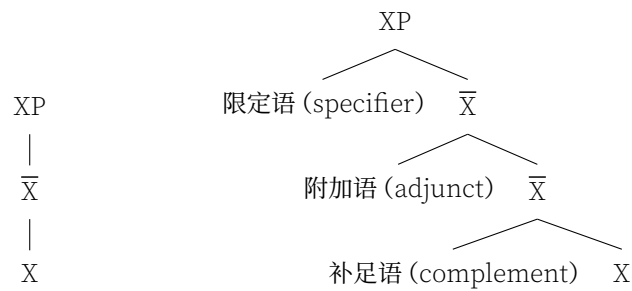 XP
XP
限定语 (specifier) X̅
X̅
附加语 (adjunct) X̅
X
补足语 (complement) X